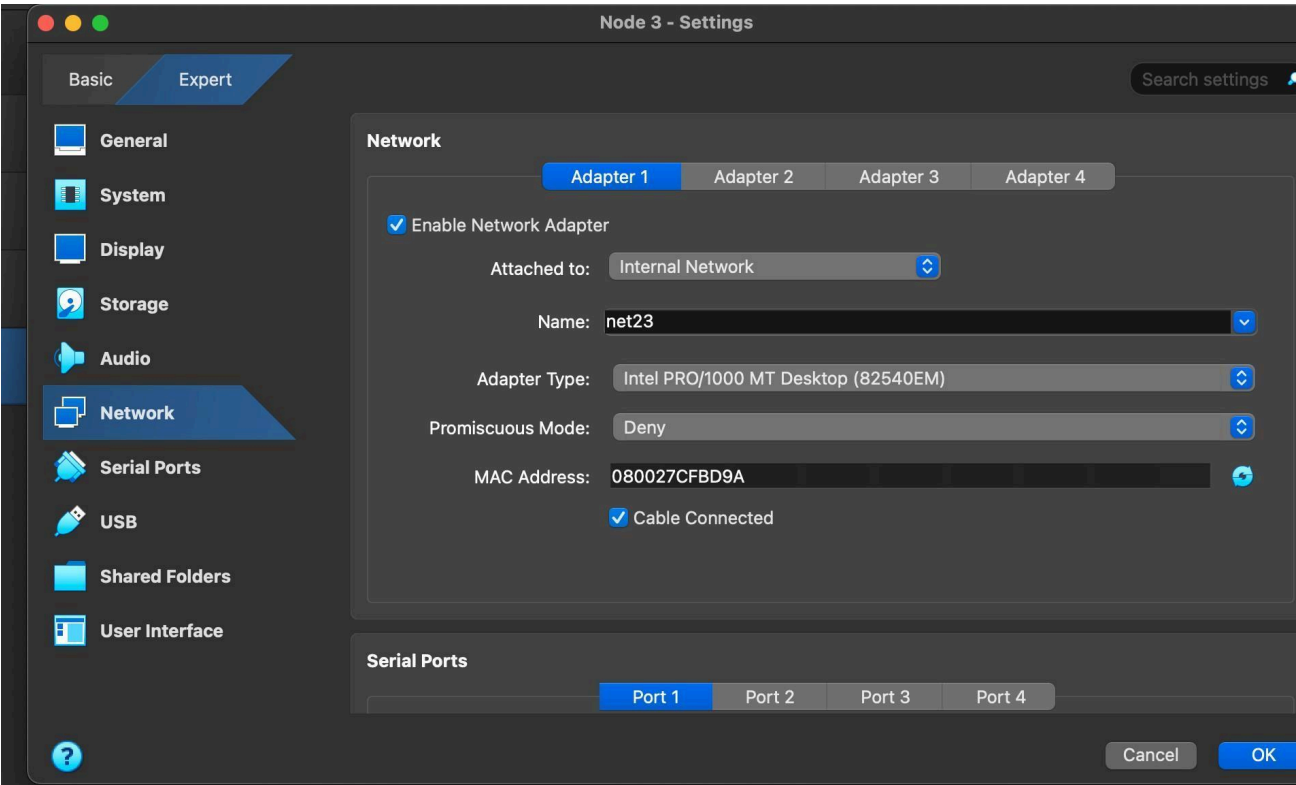 Node 3 - Settings
Basic Expert
Search settings
General
System
Display
Storage
Audio
Network
Serial Ports
USB
Shared Folders
User Interface
Network
Adapter 1 Adapter 2 Adapter 3 Adapter 4
Enable Network Adapter
Attached to: Internal Network
Name: net23
Adapter Type: Intel PRO/1000 MT Desktop (82540EM)
Promiscuous Mode: Deny
MAC Address: 080027CFBD9A
Cable Connected
Serial Ports
Port 1 Port 2 Port 3 Port 4
?
Cancel OK